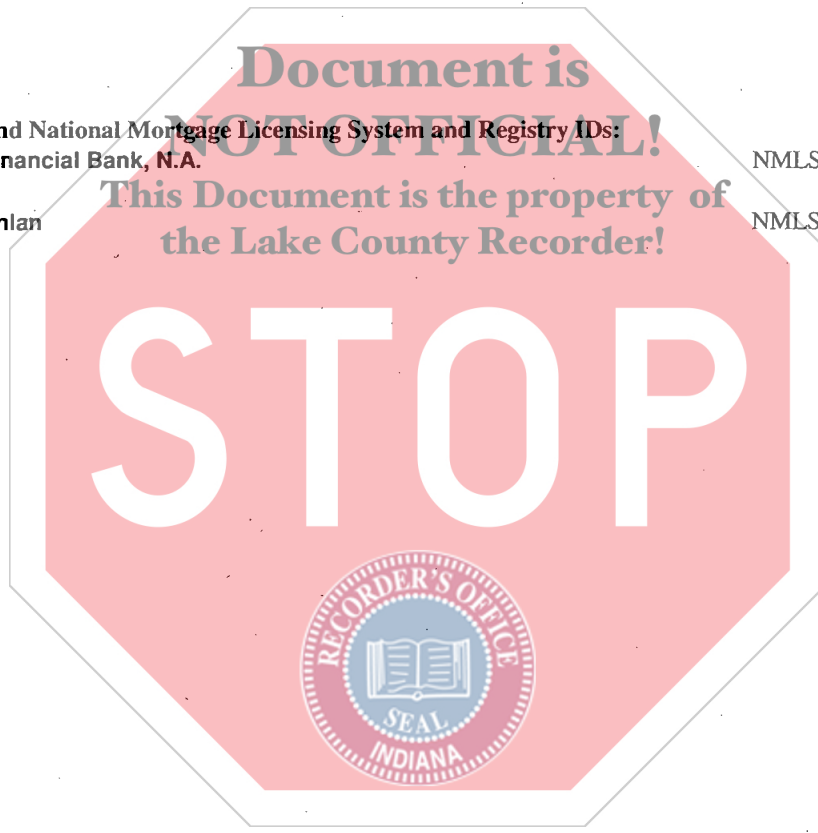 Document is
nd National Mortgage Licensing System and Registry IDs:
NOT OFFICIAL!
nancial Bank, N.A. NMLS
This Document is the property of
nlan NMLS
the Lake County Recorder!
STOP
RECORDER'S OFFICE
SEAL
INDIANA